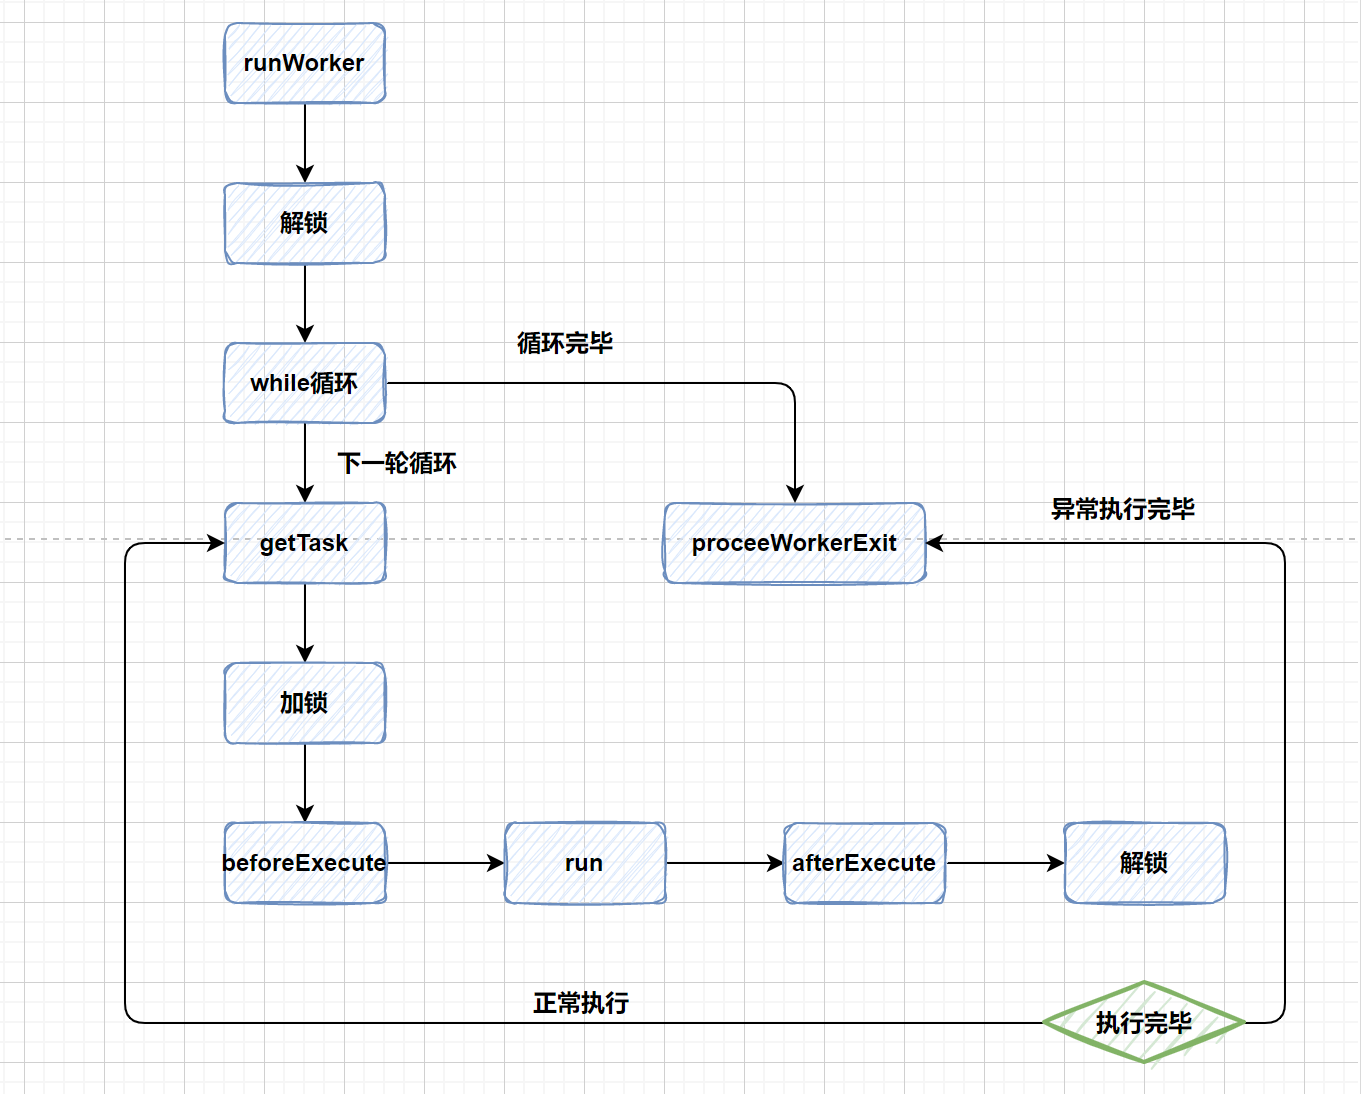 runWorker
解锁
循环完毕
while循环
下一轮循环
异常执行完毕
getTask
proceeWorkerExit
加锁
beforeExecute
run
afterExecute
解锁
正常执行
执行完毕